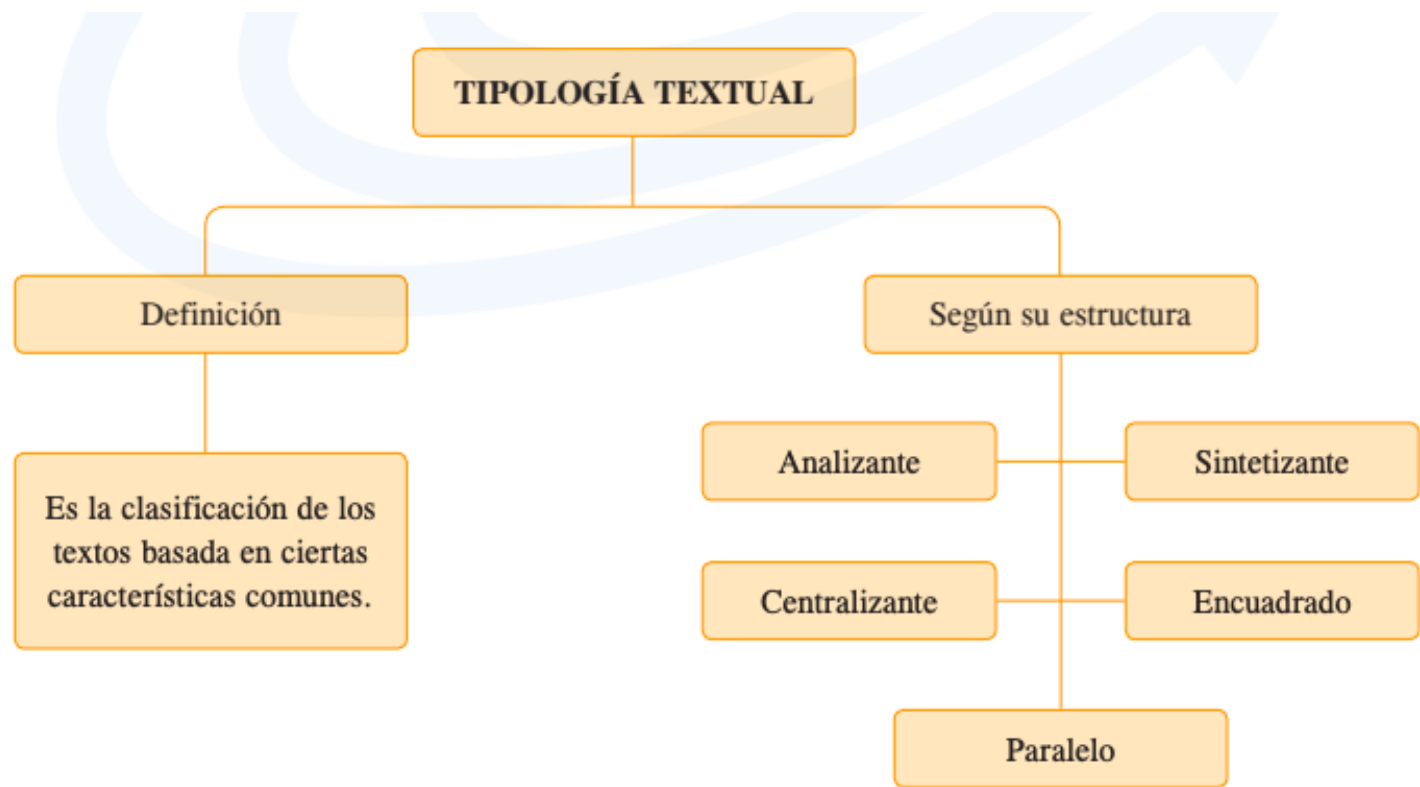 TIPOLOGÍA TEXTUAL
Definición
Según su estructura
Es la clasificación de los
textos basada en ciertas
características comunes.
Analizante
Sintetizante
Centralizante
Encuadrado
Paralelo